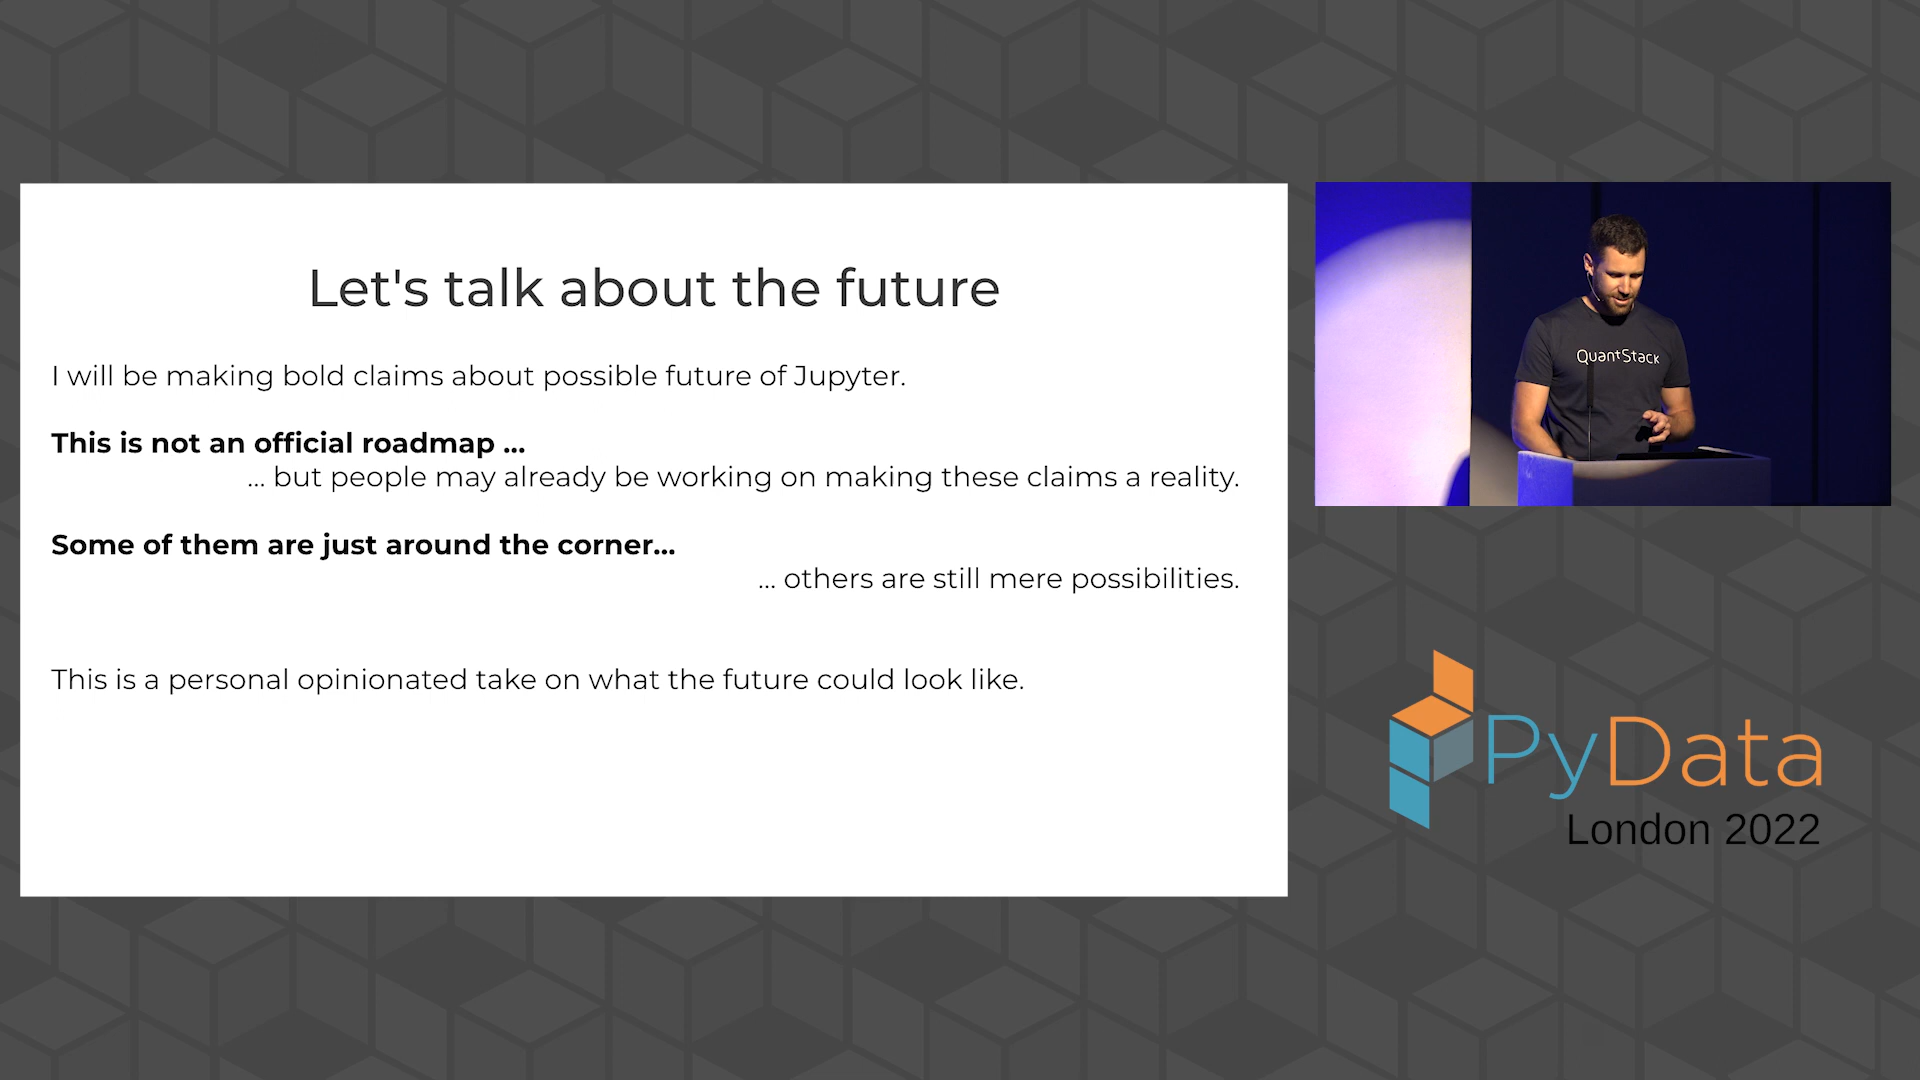 Let's talk about the future
I will be making bold claims about possible future of Jupyter.
This is not an official roadmap ...
... but people may already be working on making these claims a reality.
Some of them are just around the corner...
... others are still mere possibilities.
This is a personal opinionated take on what the future could look like.
QuantStack
PyData
London 2022